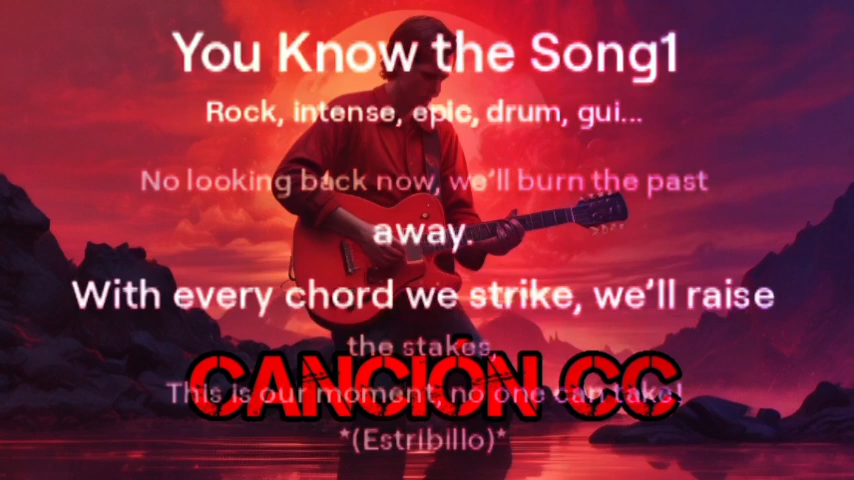 You Know the Song1
Rock, intense, epic, drum, gui...
No looking back now, we'll burn the past
away.
With every chord we strike, we'll raise
the stakes,
CANCIÓN CC
This is our moment, no one can take!
*(Estribillo)*